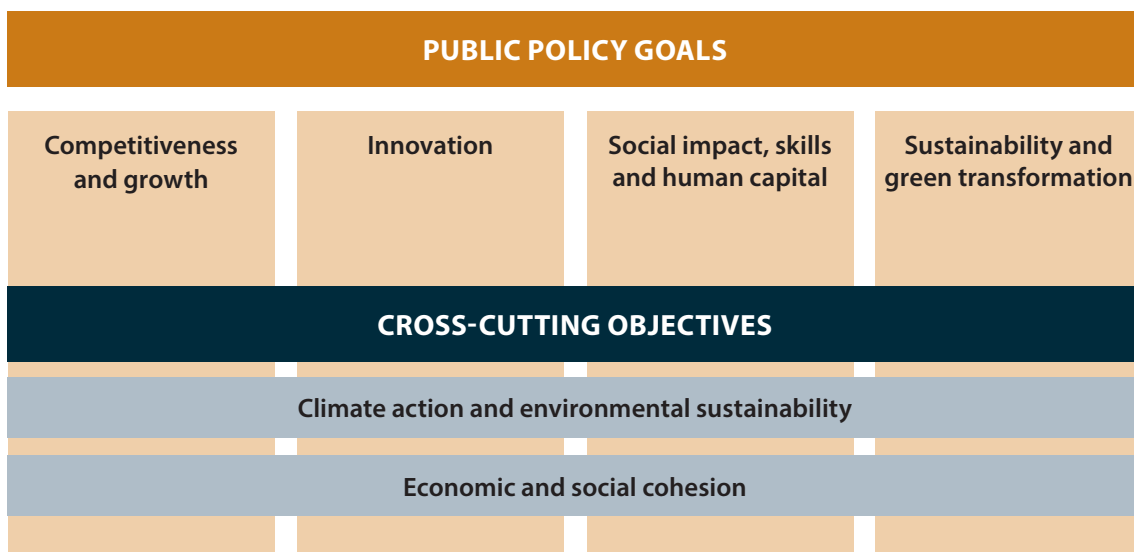 PUBLIC POLICY GOALS
Competitiveness
and growth
Innovation
Social impact, skills
and human capital
Sustainability and
green transformation
CROSS-CUTTING OBJECTIVES
Climate action and environmental sustainability
Economic and social cohesion